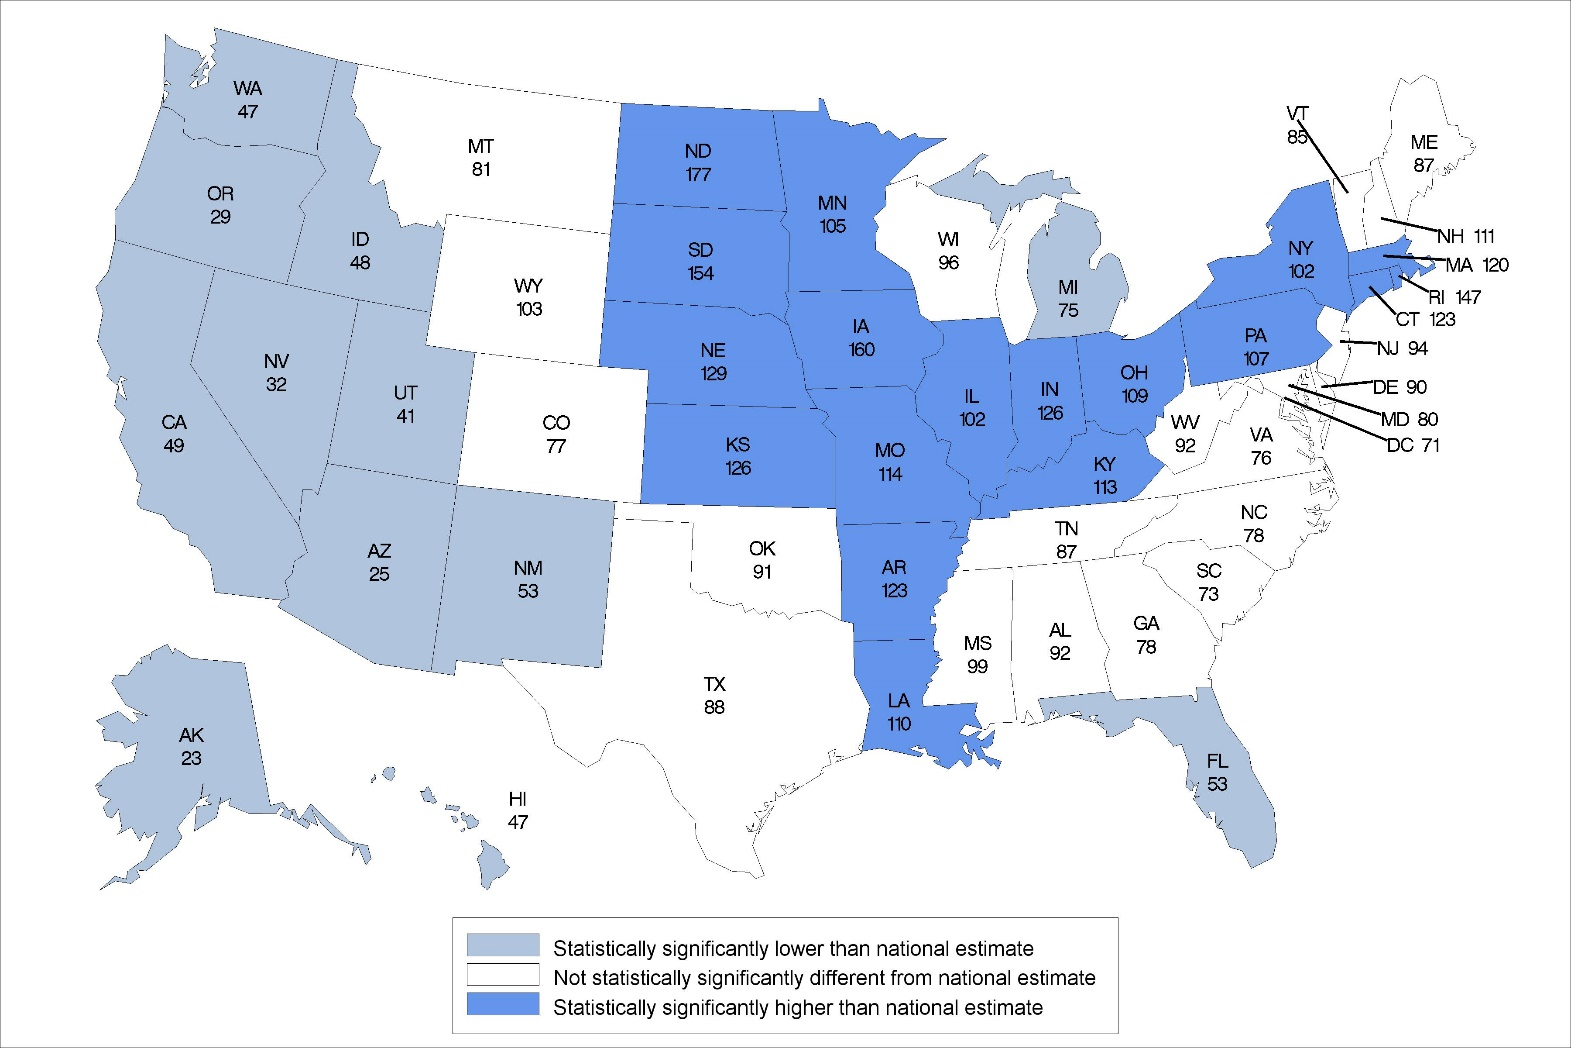 WA
47
OR
29
ID
48
MT
81
WY
103
NV
32
UT
41
CA
49
AZ
25
NM
53
CO
77
ND
177
SD
154
NE
129
KS
126
OK
91
TX
88
MN
105
IA
160
MO
114
AR
123
LA
110
WI
96
IL
102
MI
75
IN
126
OH
109
KY
113
TN
87
MS
99
AL
92
GA
78
FL
53
SC
73
NC
78
VA
76
WV
92
PA
107
NY
102
VT
85
ME
87
NH 111
MA 120
RI 147
CT 123
NJ 94
DE 90
MD 80
DC 71
AK
23
HI
47
Statistically significantly lower than national estimate
Not statistically significantly different from national estimate
Statistically significantly higher than national estimate